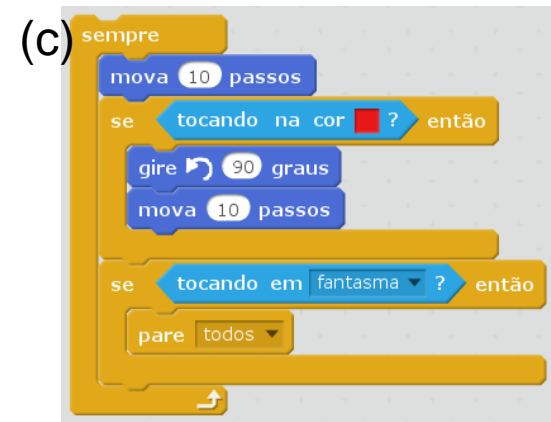 (c)
sempre
mova 10 passos
se tocando na cor ? então
gire 90 graus
mova 10 passos
se tocando em fantasma ? então
pare todos